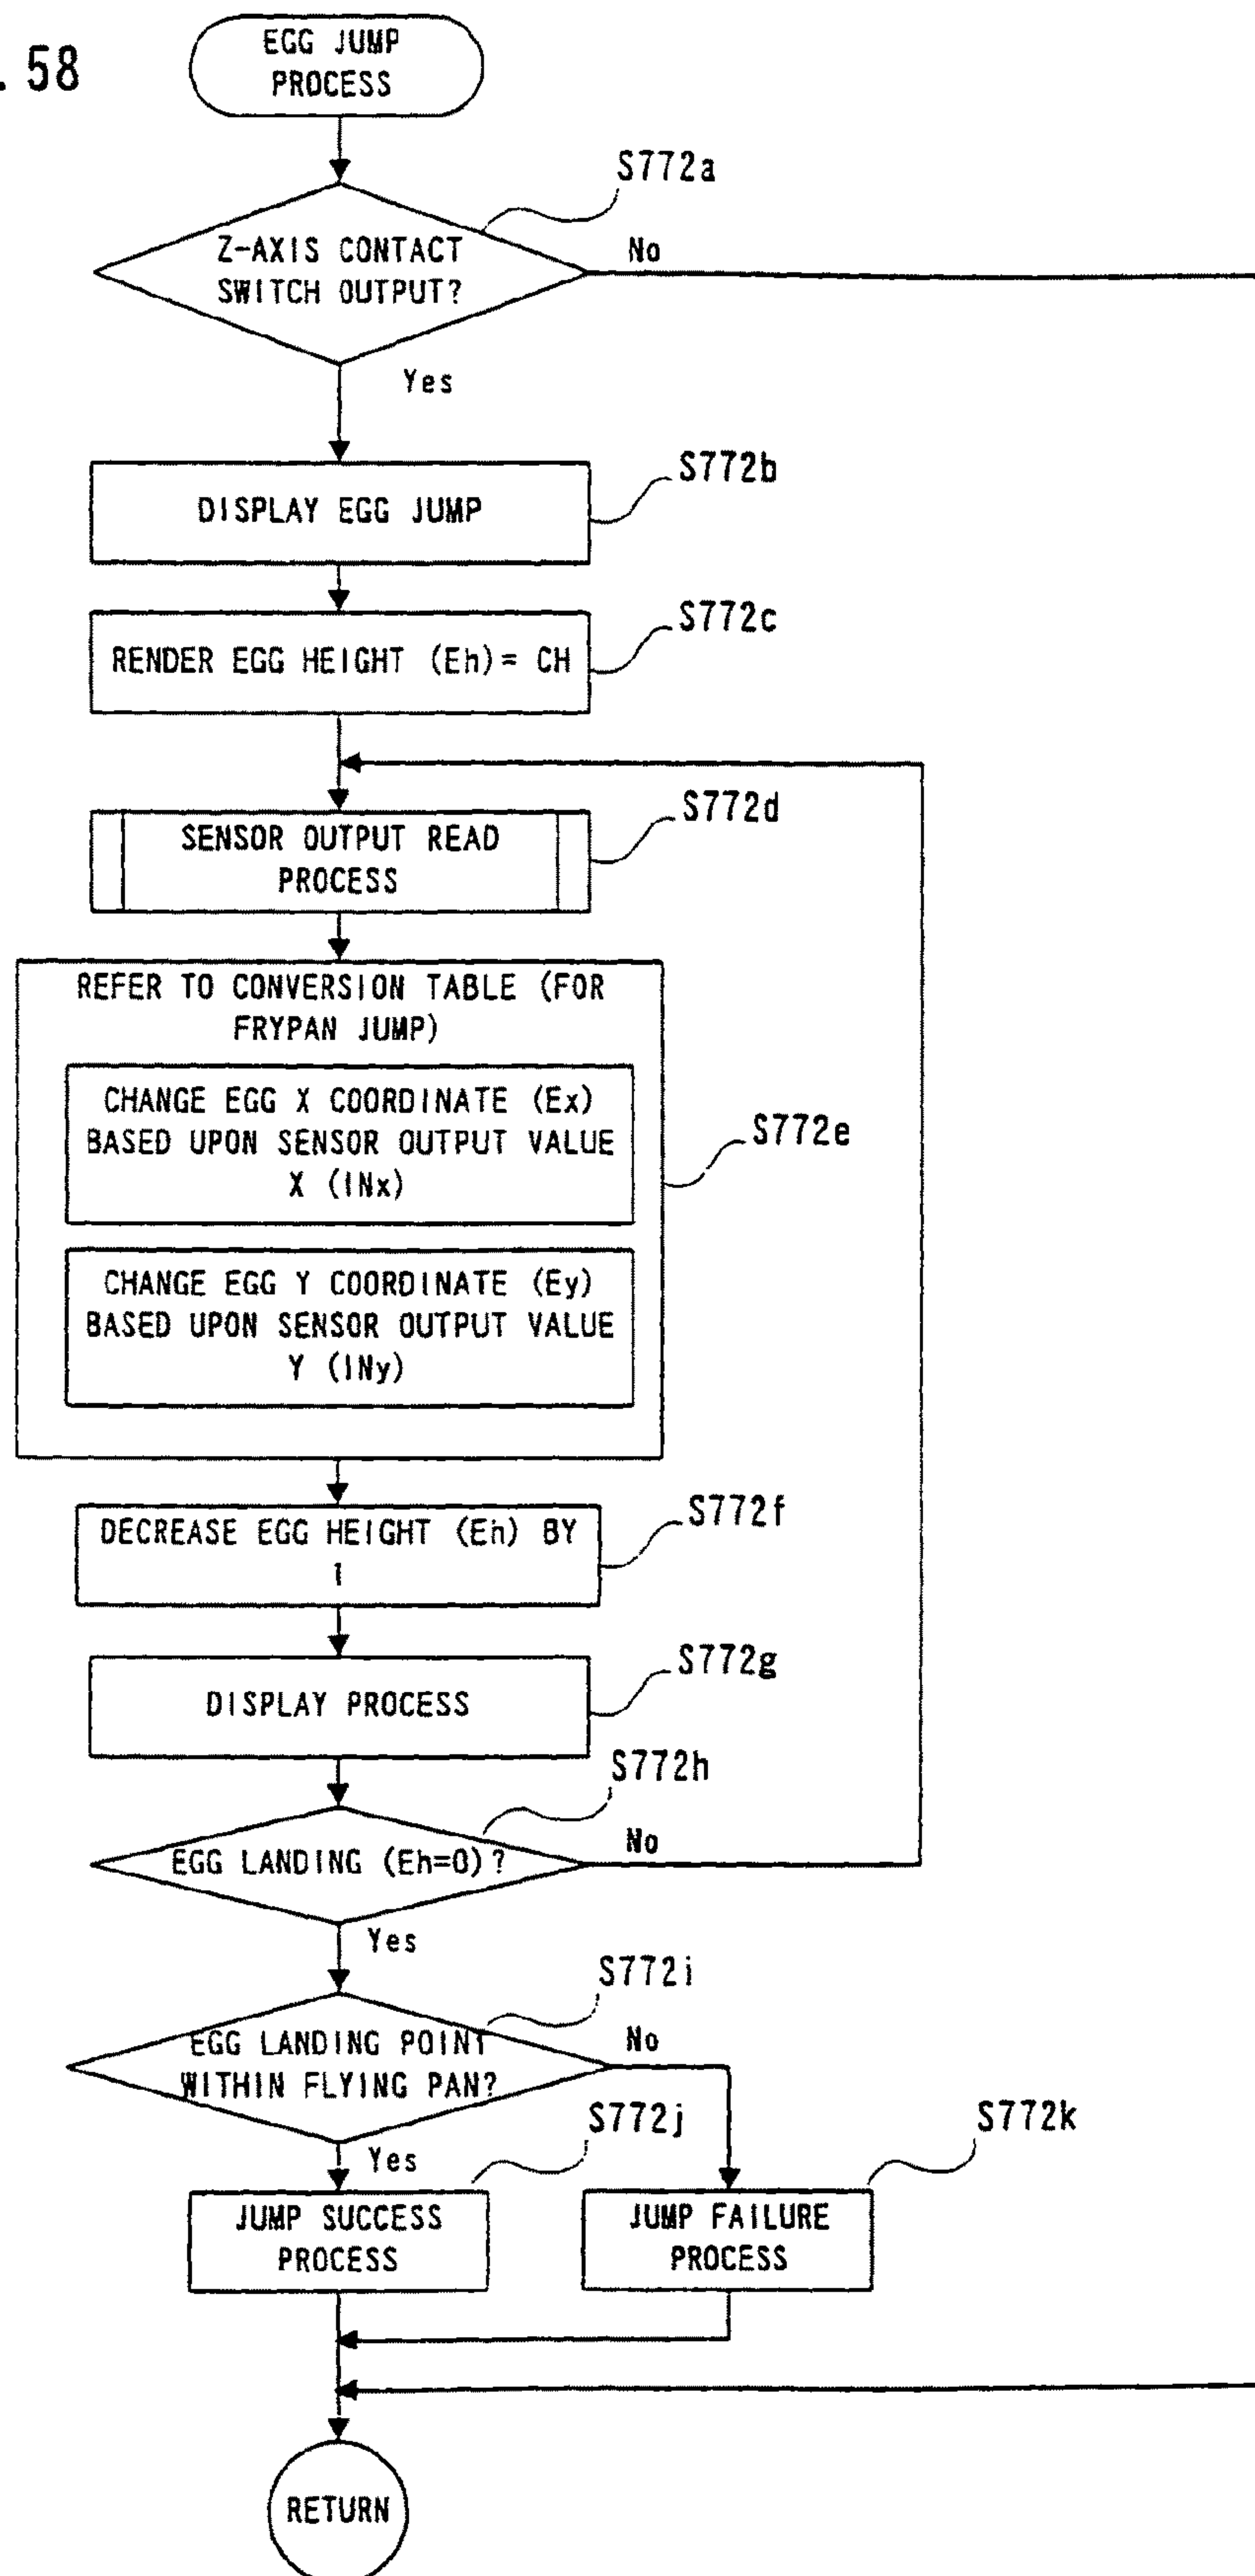 . 58
EGG JUMP
PROCESS
S772a
Z-AXIS CONTACT
SWITCH OUTPUT?
No
Yes
S772b
DISPLAY EGG JUMP
S772c
RENDER EGG HEIGHT (Eh)= CH
S772d
SENSOR OUTPUT READ
PROCESS
REFER TO CONVERSION TABLE (FOR
FRYPAN JUMP)
CHANGE EGG X COORDINATE (Ex)
BASED UPON SENSOR OUTPUT VALUE
X (INx)
S772e
CHANGE EGG Y COORDINATE (Ey)
BASED UPON SENSOR OUTPUT VALUE
Y (INy)
S772f
DECREASE EGG HEIGHT (Eh) BY
1
S772g
DISPLAY PROCESS
S772h
EGG LANDING (Eh=0)?
No
Yes
S772i
EGG LANDING POINT
WITHIN FLYING PAN?
No
Yes
S772j
S772k
JUMP SUCCESS
PROCESS
JUMP FAILURE
PROCESS
RETURN